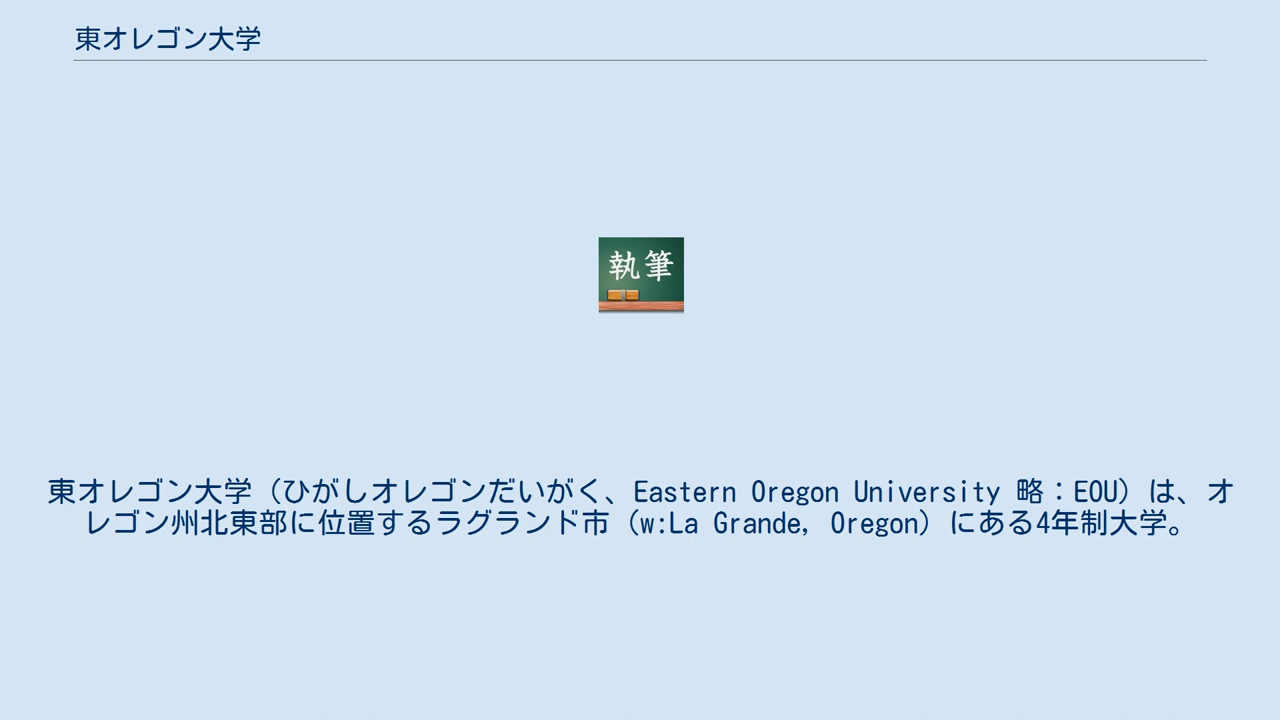 東オレゴン大学
執筆
東オレゴン大学（ひがしオレゴンだいがく、Eastern Oregon University 略：EOU）は、オ
レゴン州北東部に位置するラグランド市（w:La Grande, Oregon）にある4年制大学。